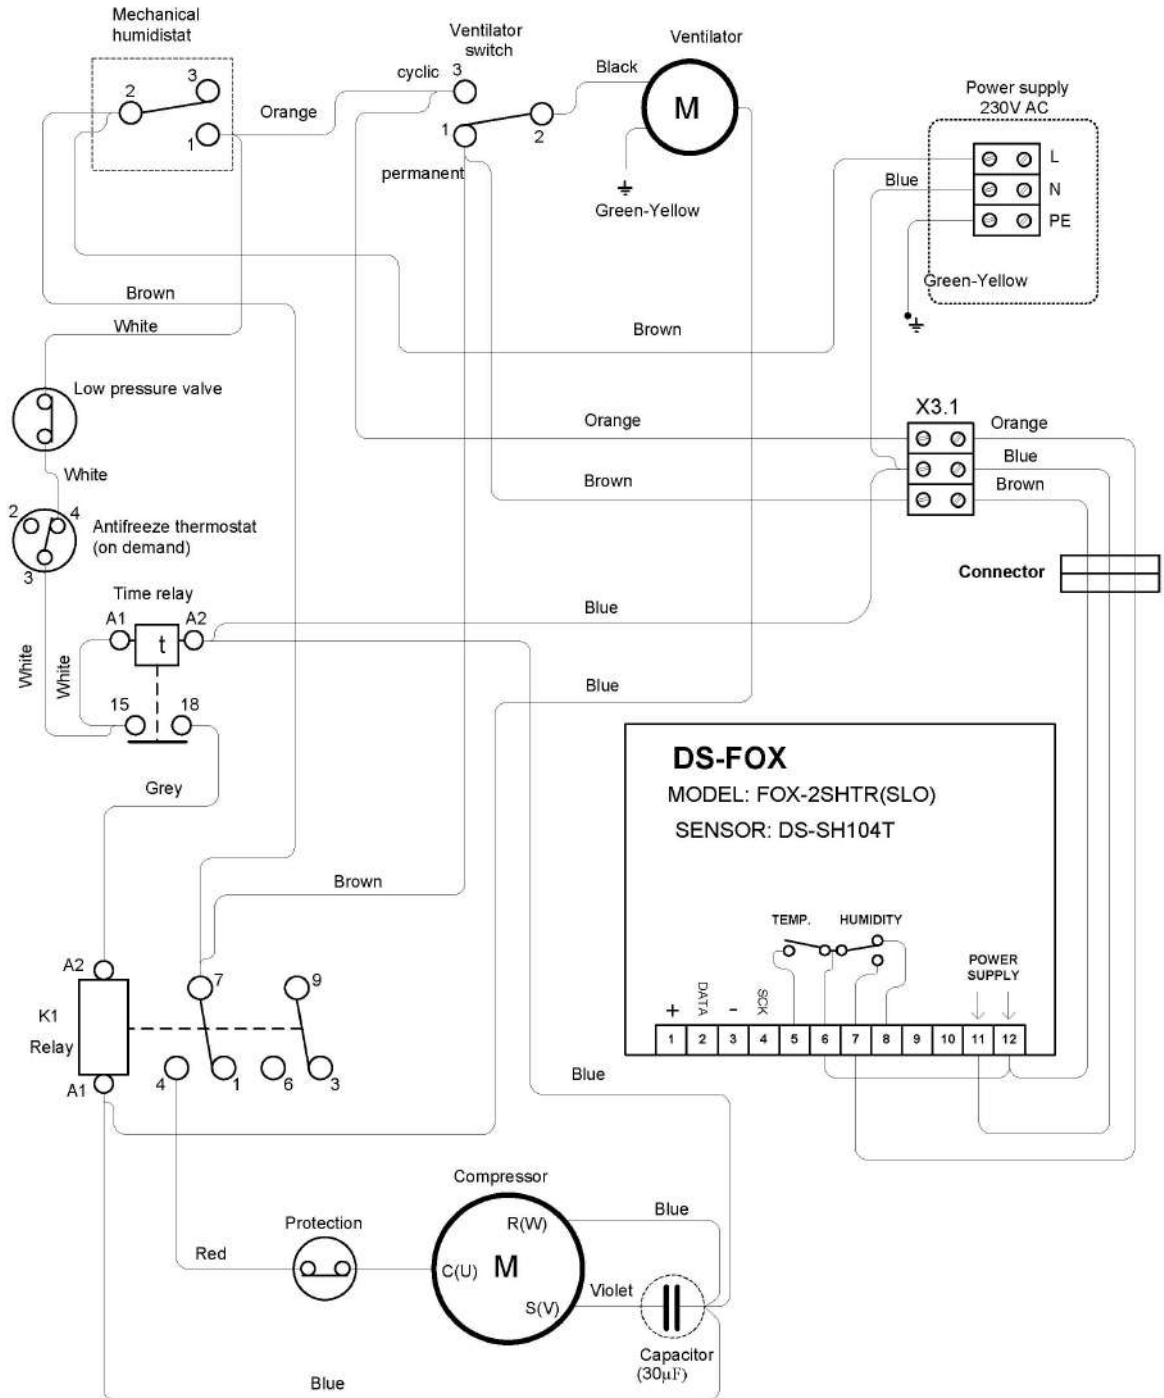 Mechanical
humidistat
Ventilator
switch
Ventilator
cyclic
3
Black
Power supply
230V AC
3
2
Orange
M
1
1
2
L
permanent
Blue
N
PE
Green-Yellow
Green-Yellow
Brown
White
Brown
Low pressure valve
X3.1
Orange
Orange
Blue
White
Brown
Brown
2
4
Antifreeze thermostat
(on demand)
3
Connector
Time relay
Blue
A1
A2
t
White
White
Blue
15
18
DS-FOX
MODEL: FOX-2SHTR(SLO)
SENSOR: DS-SH104T
Grey
Brown
TEMP.
HUMIDITY
A2
7
9
POWER
SUPPLY
K1
Relay
+
DATA
-
SCK
1
2
3
4
5
6
7
8
9
10
11
12
4
1
6
3
A1
Blue
Compressor
Protection
R(W)
Blue
Red
C(U)
M
Violet
S(V)
Capacitor
(30µF)
Blue